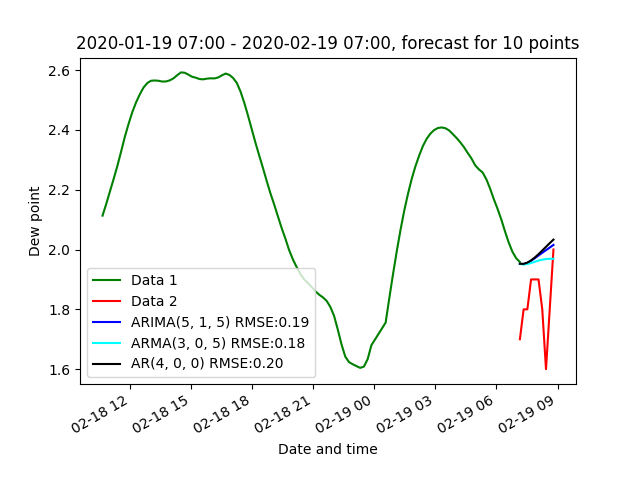 2020-01-19 07:00 - 2020-02-19 07:00, forecast for 10 points
2.6
2.4
2.2
2.0
1.8
1.6
Dew point
Data 1
Data 2
ARIMA(5, 1, 5) RMSE:0.19
ARMA(3, 0, 5) RMSE:0.18
AR(4, 0, 0) RMSE:0.20
02-18 12
02-18 15
02-18 18
02-18 21
02-19 00
02-19 03
02-19 06
02-19 09
Date and time